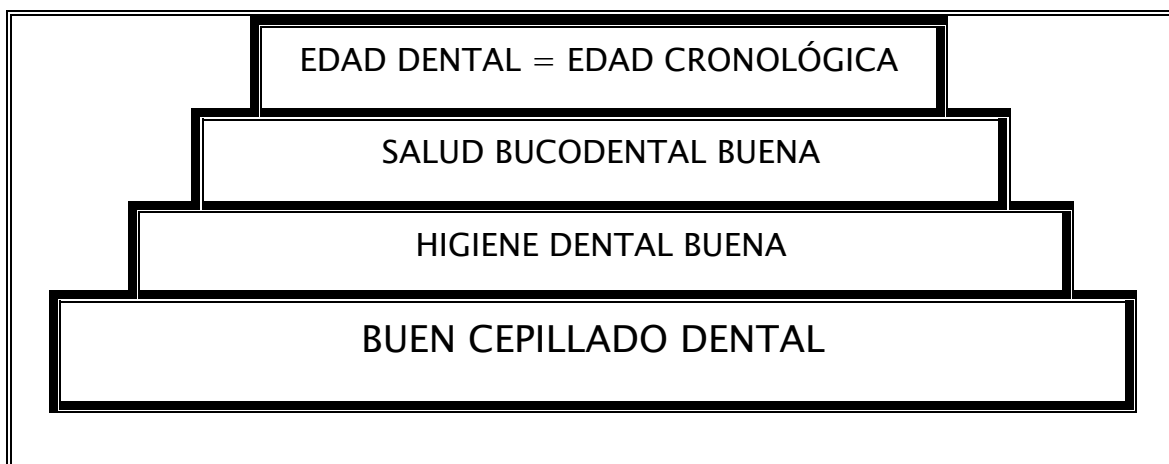 EDAD DENTAL = EDAD CRONOLÓGICA
SALUD BUCODENTAL BUENA
HIGIENE DENTAL BUENA
BUEN CEPILLADO DENTAL